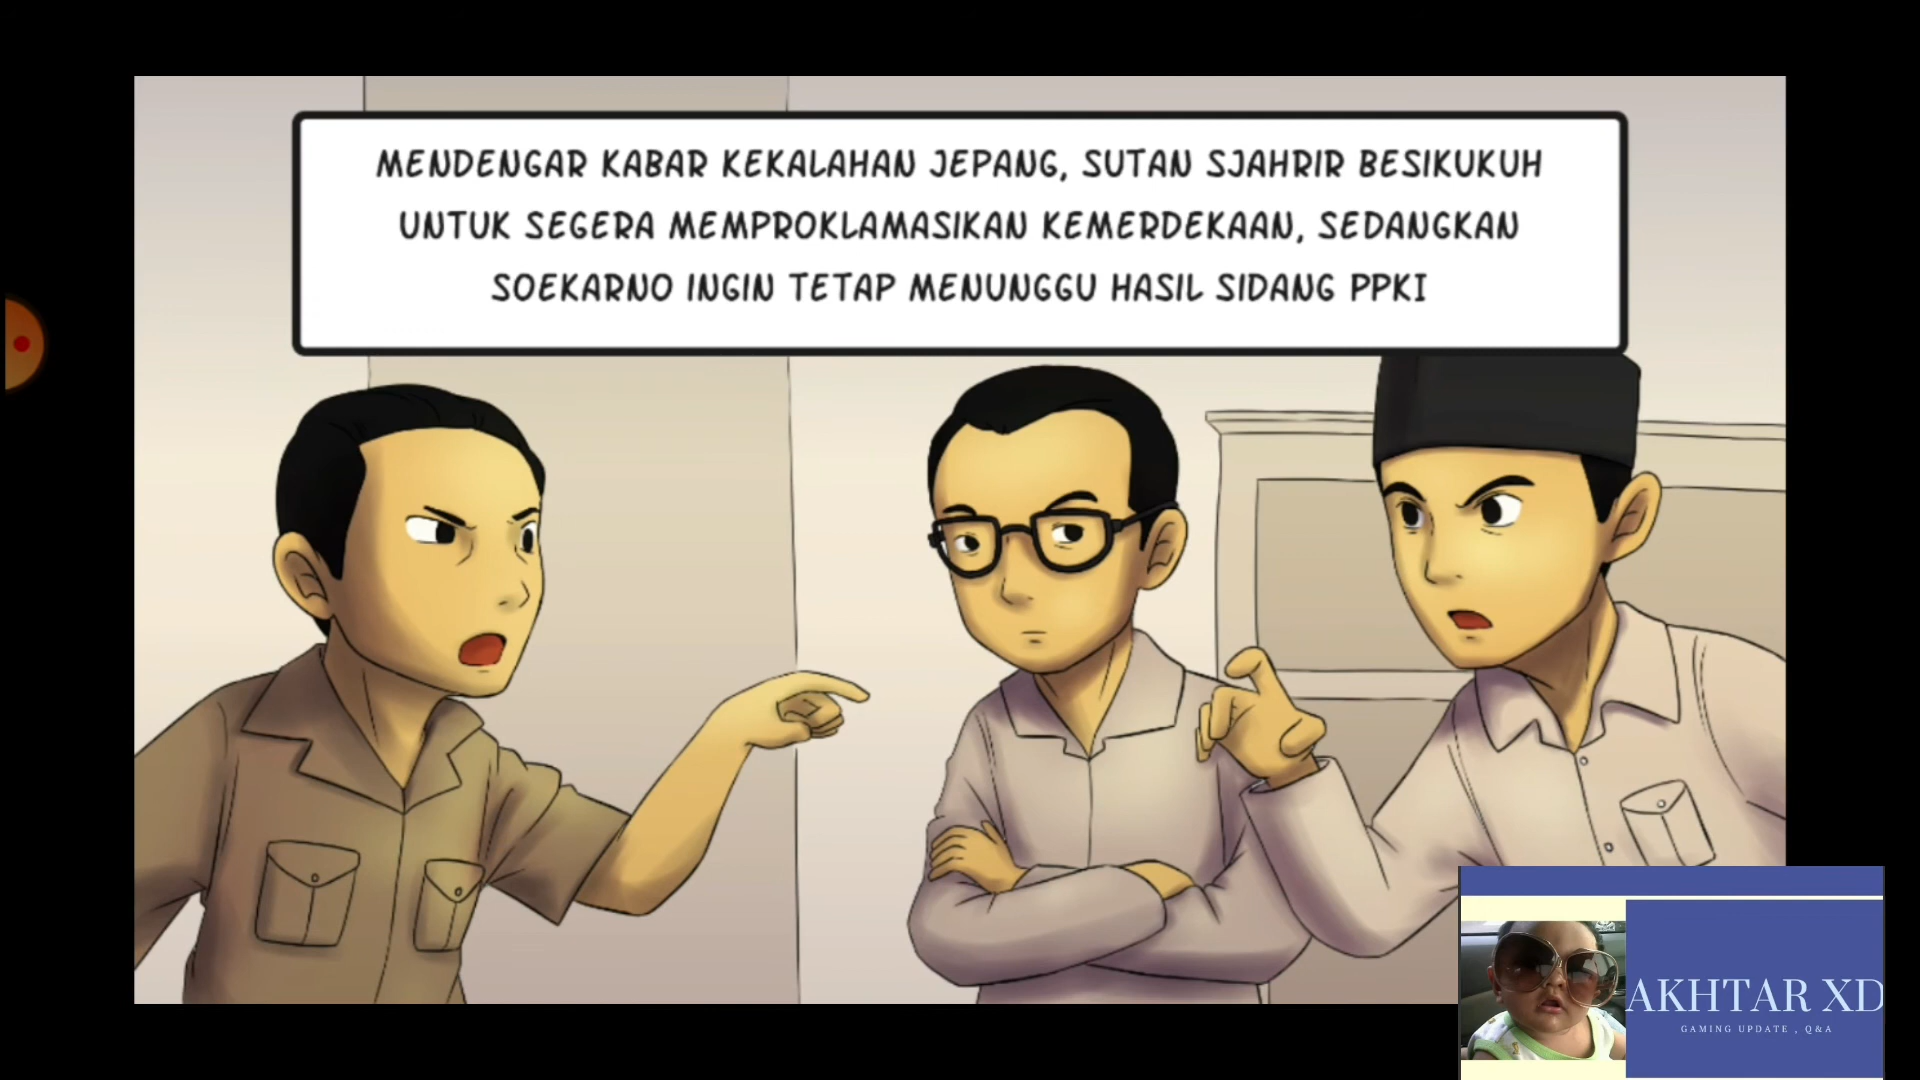 MENDENGAR KABAR KEKALAHAN JEPANG, SUTAN SJAHRIR BESIKUKUH
UNTUK SEGERA MEMPROKLAMASIKAN KEMERDEKAAN, SEDANGKAN
SOEKARNO INGIN TETAP MENUNGGU HASIL SIDANG PPKI
AKHTAR XD
GAMING UPDATE , Q&A